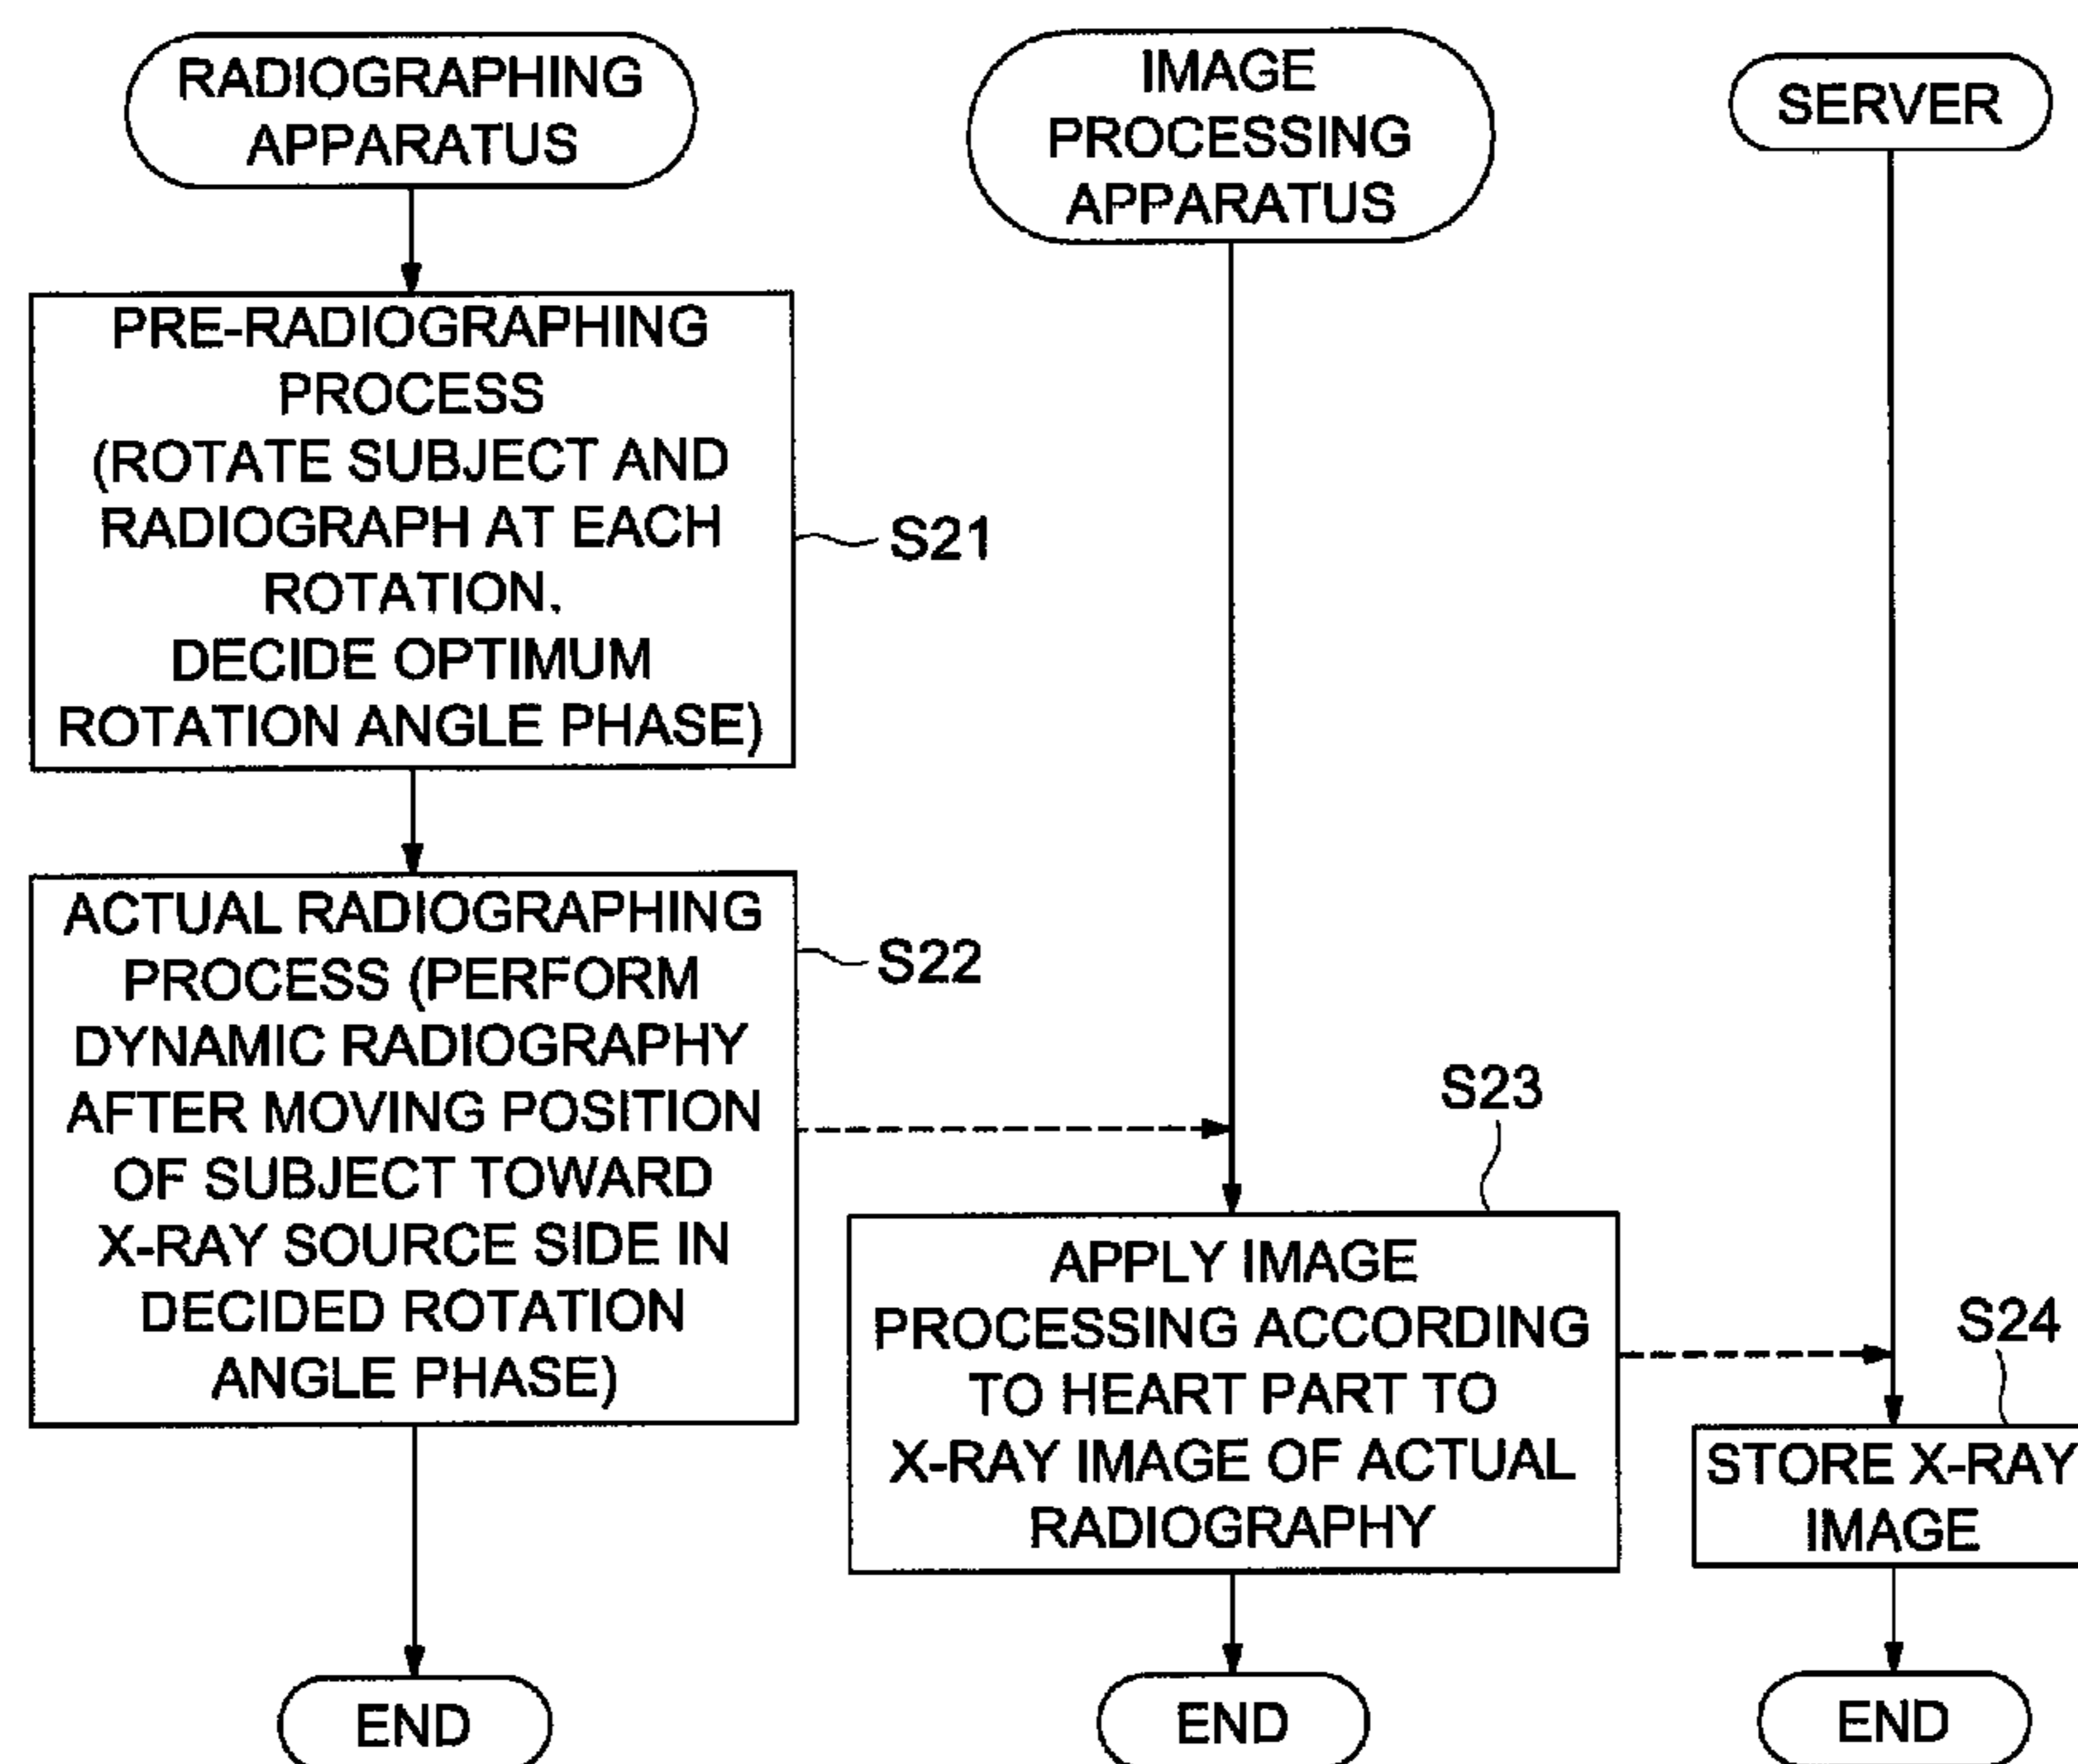 RADIOGRAPHING
APPARATUS
PRE-RADIOGRAPHING
PROCESS
(ROTATE SUBJECT AND
RADIOGRAPH AT EACH
ROTATION,
DECIDE OPTIMUM
ROTATION ANGLE PHASE)
S21
ACTUAL RADIOGRAPHING
PROCESS (PERFORM
DYNAMIC RADIOGRAPHY
AFTER MOVING POSITION
OF SUBJECT TOWARD
X-RAY SOURCE SIDE IN
DECIDED ROTATION
ANGLE PHASE)
S22
END
IMAGE
PROCESSING
APPARATUS
S23
APPLY IMAGE
PROCESSING ACCORDING
TO HEART PART TO
X-RAY IMAGE OF ACTUAL
RADIOGRAPHY
END
SERVER
S24
STORE X-RAY
IMAGE
END